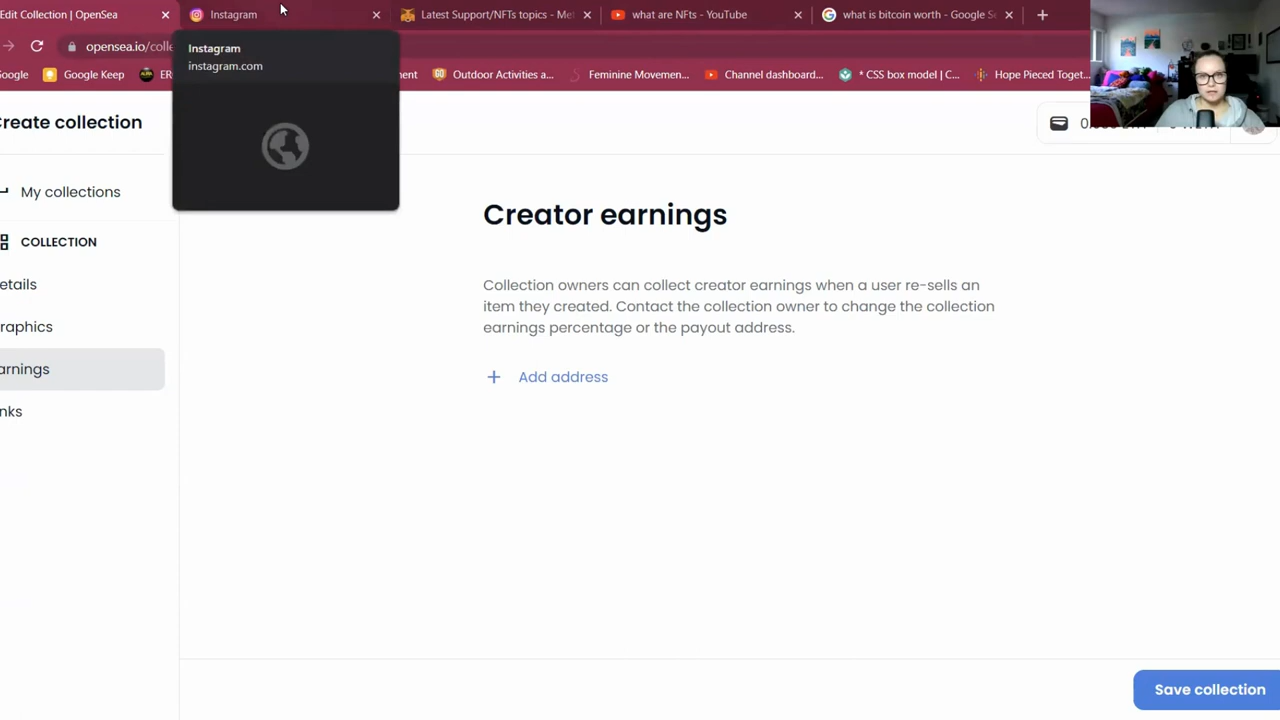 Edit Collection | OpenSea
Instagram
Latest Support/NFTs topics - Met
what are NFts - YouTube
what is bitcoin worth - Google Se
opensea.io/colle
Instagram
instagram.com
oogle
Google Keep
ment
Outdoor Activities a...
Feminine Movemen...
Channel dashboard...
* CSS box model | C...
Hope Pieced Toget...
reate collection
My collections
COLLECTION
etails
raphics
arnings
nks
Creator earnings
Collection owners can collect creator earnings when a user re-sells an
item they created. Contact the collection owner to change the collection
earnings percentage or the payout address.
+ Add address
Save collection